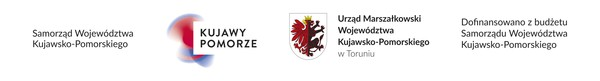 Samorząd Województwa
Kujawsko-Pomorskiego
KUJAWY
POMORZE
Urząd Marszałkowski
Województwa
Kujawsko-Pomorskiego
w Toruniu
Dofinansowano z budżetu
Samorządu Województwa
Kujawsko-Pomorskiego